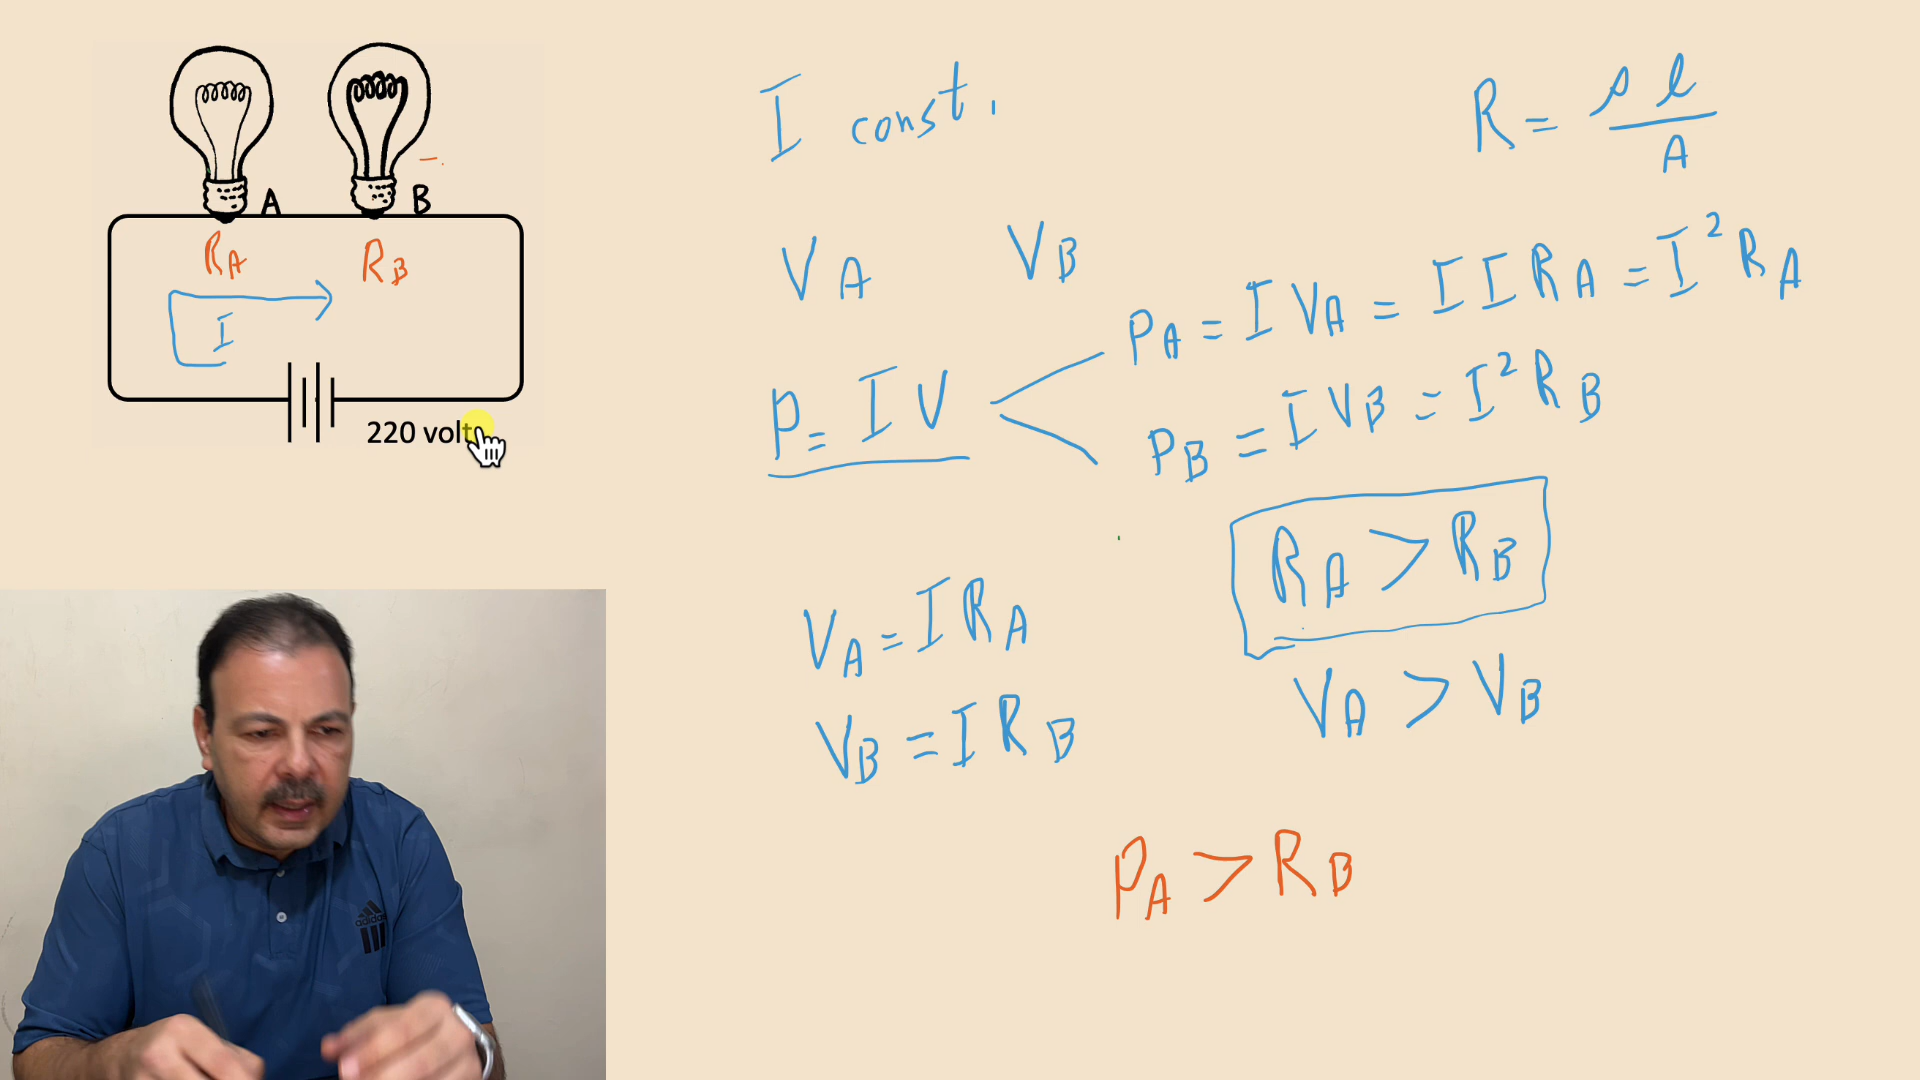 A
B
R_A
R_B
I
220 volt
I const.
R = ρ l / A
V_A V_B
P = I V
P_A = I V_A = I I R_A = I² R_A
P_B = I V_B = I² R_B
R_A > R_B
V_A = I R_A
V_A > V_B
V_B = I R_B
P_A > R_B
adidas